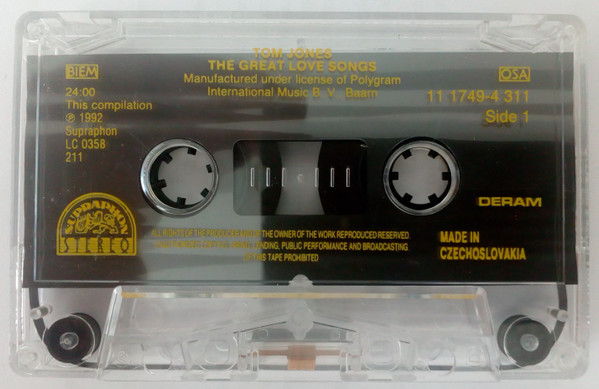 BIEM
TOM JONES
THE GREAT LOVE SONGS
Manufactured under license of Polygram
International Music B. V. Baarn
OSA
24:00
This compilation
℗ 1992
Supraphon
LC 0358
211
11 1749-4 311
Side 1
SUPRAPHON
STEREO
DERAM
ALL RIGHTS OF THE PRODUCER AND OF THE OWNER OF THE WORK REPRODUCED RESERVED.
LENDING, PUBLIC PERFORMANCE AND BROADCASTING
OF THIS TAPE PROHIBITED
MADE IN
CZECHOSLOVAKIA